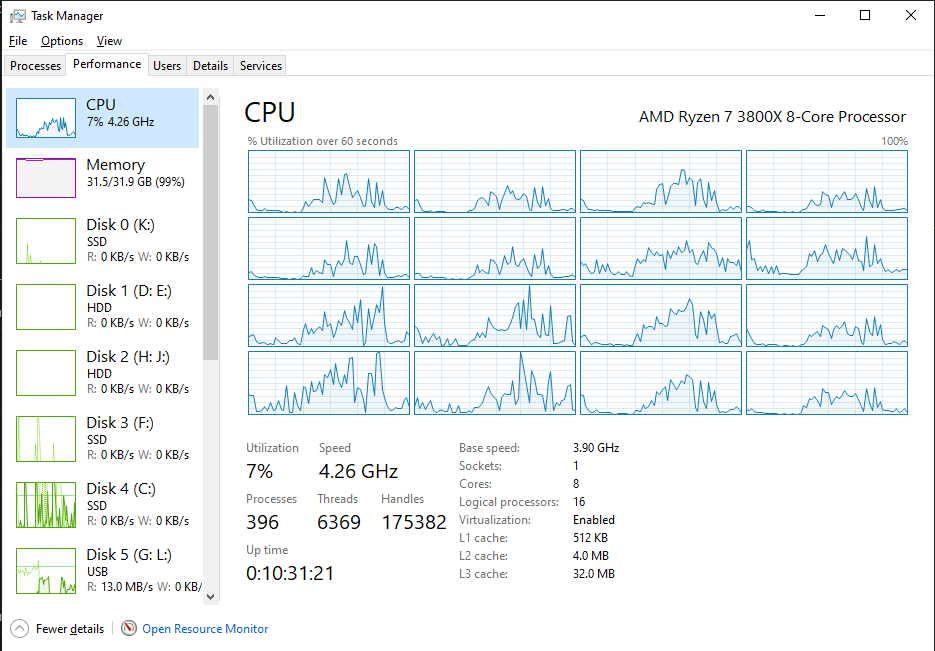 Task Manager
File Options View
Processes Performance Users Details Services
CPU
7% 4.26 GHz
Memory
31.5/31.9 GB (99%)
Disk 0 (K:)
SSD
R: 0 KB/s W: 0 KB/s
Disk 1 (D: E:)
HDD
R: 0 KB/s W: 0 KB/s
Disk 2 (H: J:)
HDD
R: 0 KB/s W: 0 KB/s
Disk 3 (F:)
SSD
R: 0 KB/s W: 0 KB/s
Disk 4 (C:)
SSD
R: 0 KB/s W: 0 KB/s
Disk 5 (G: L:)
USB
R: 13.0 MB/s W: 0 KB/
CPU AMD Ryzen 7 3800X 8-Core Processor
% Utilization over 60 seconds 100%
Utilization Speed
7% 4.26 GHz
Processes Threads Handles
396 6369 175382
Up time
0:10:31:21
Base speed: 3.90 GHz
Sockets: 1
Cores: 8
Logical processors: 16
Virtualization: Enabled
L1 cache: 512 KB
L2 cache: 4.0 MB
L3 cache: 32.0 MB
Fewer details Open Resource Monitor